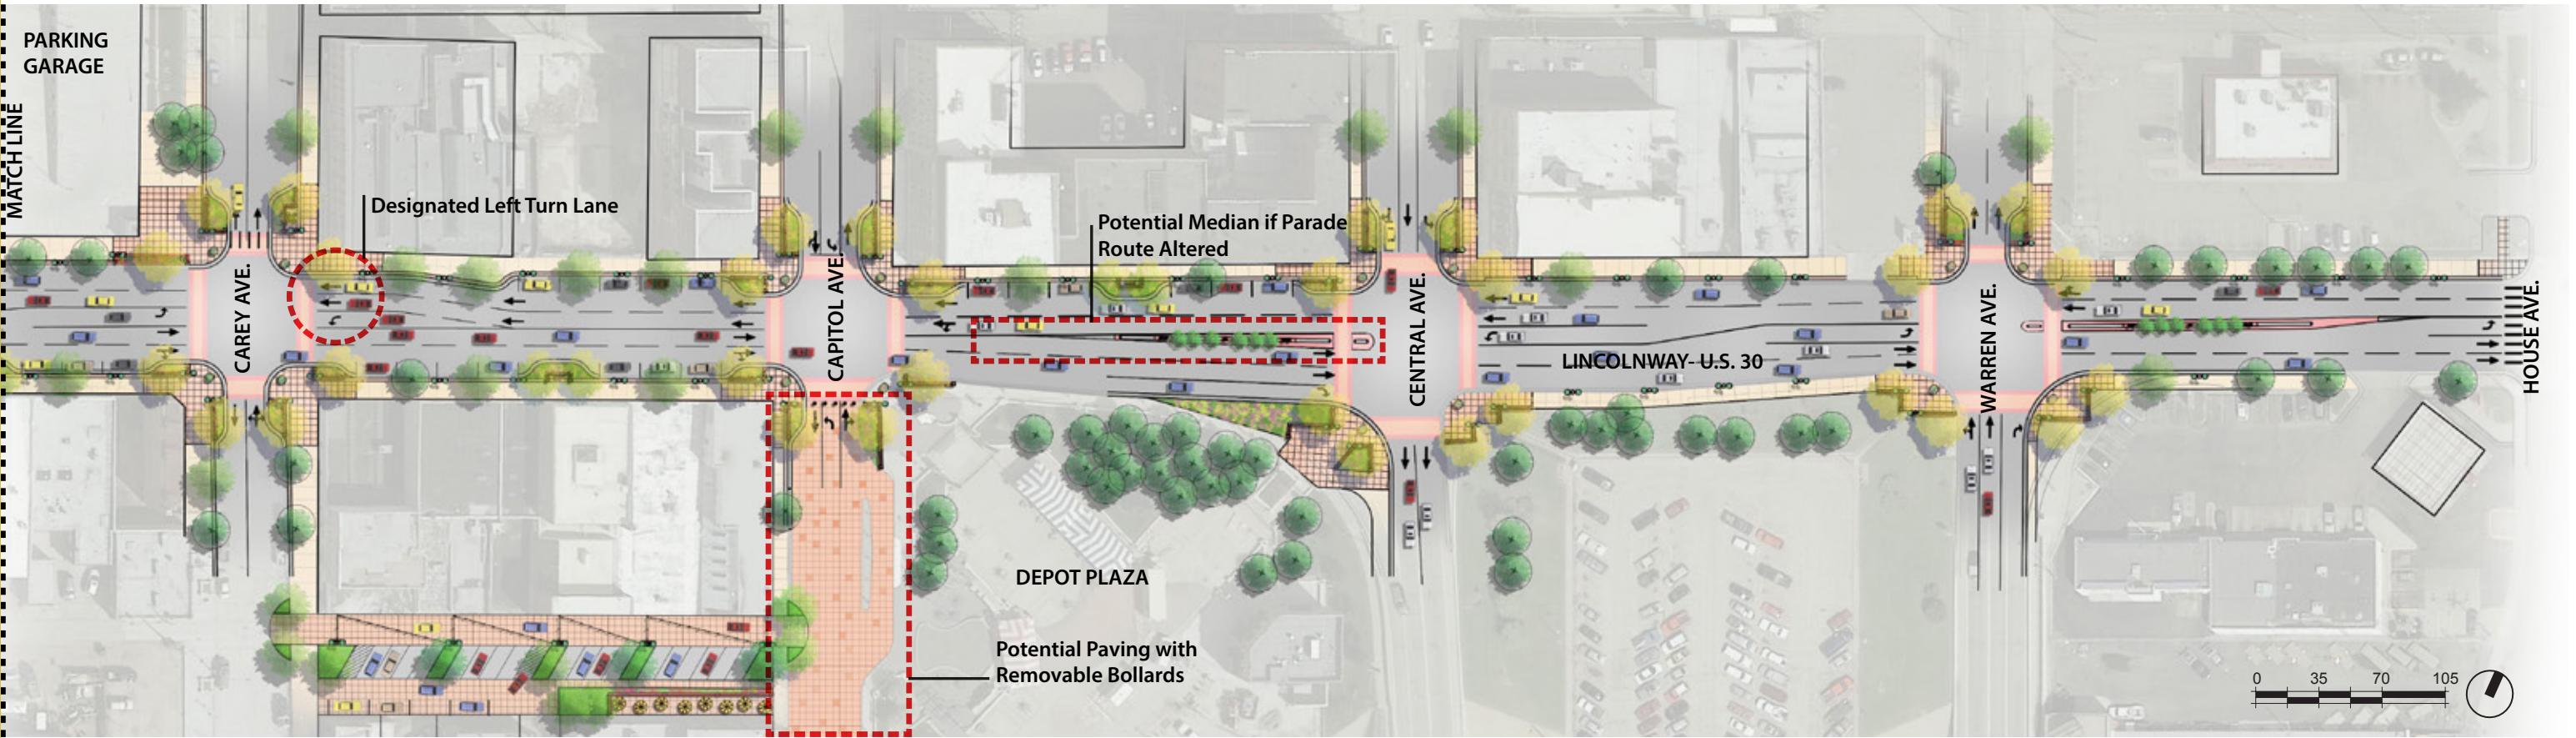 PARKING
GARAGE
MATCH LINE
Designated Left Turn Lane
Potential Median if Parade
Route Altered
CAREY AVE.
CAPITOL AVE.
CENTRAL AVE.
LINCOLNWAY- U.S. 30
WARREN AVE.
HOUSE AVE.
DEPOT PLAZA
Potential Paving with
Removable Bollards
0 35 70 105